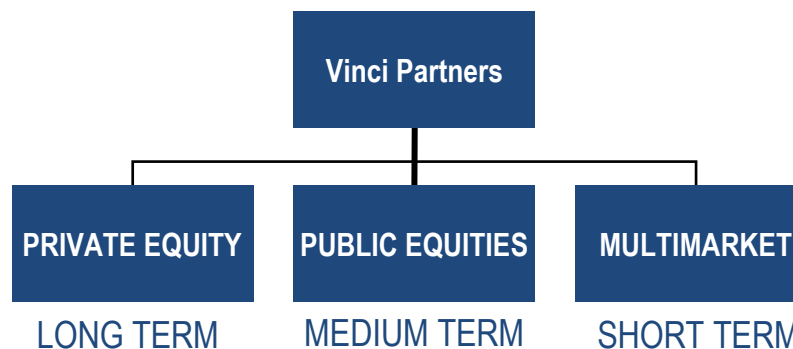 Vinci Partners
PRIVATE EQUITY
PUBLIC EQUITIES
MULTIMARKET
LONG TERM
MEDIUM TERM
SHORT TERM